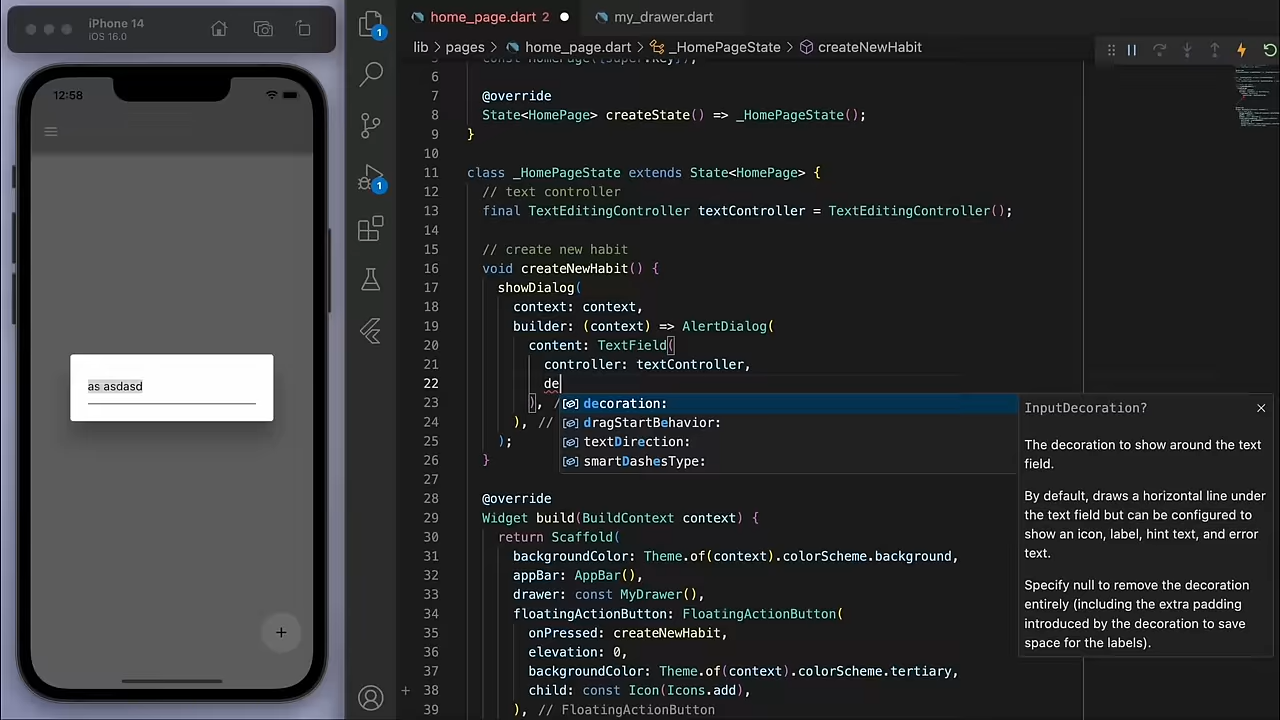 iPhone 14
iOS 16.0
12:58
as asdasd
+
1
1
home_page.dart 2
my_drawer.dart
lib > pages > home_page.dart > _HomePageState > createNewHabit
5 const HomePage({super.key});
6
7 @override
8 State<HomePage> createState() => _HomePageState();
9 }
10
11 class _HomePageState extends State<HomePage> {
12 // text controller
13 final TextEditingController textController = TextEditingController();
14
15 // create new habit
16 void createNewHabit() {
17 showDialog(
18 context: context,
19 builder: (context) => AlertDialog(
20 content: TextField(
21 controller: textController,
22 de
23 ), /
24 ), //
25 );
26 }
27
28 @override
29 Widget build(BuildContext context) {
30 return Scaffold(
31 backgroundColor: Theme.of(context).colorScheme.background,
32 appBar: AppBar(),
33 drawer: const MyDrawer(),
34 floatingActionButton: FloatingActionButton(
35 onPressed: createNewHabit,
36 elevation: 0,
37 backgroundColor: Theme.of(context).colorScheme.tertiary,
38 child: const Icon(Icons.add),
39 ), // FloatingActionButton
decoration:
dragStartBehavior:
textDirection:
smartDashesType:
InputDecoration?
The decoration to show around the text
field.
By default, draws a horizontal line under
the text field but can be configured to
show an icon, label, hint text, and error
text.
Specify null to remove the decoration
entirely (including the extra padding
introduced by the decoration to save
space for the labels).